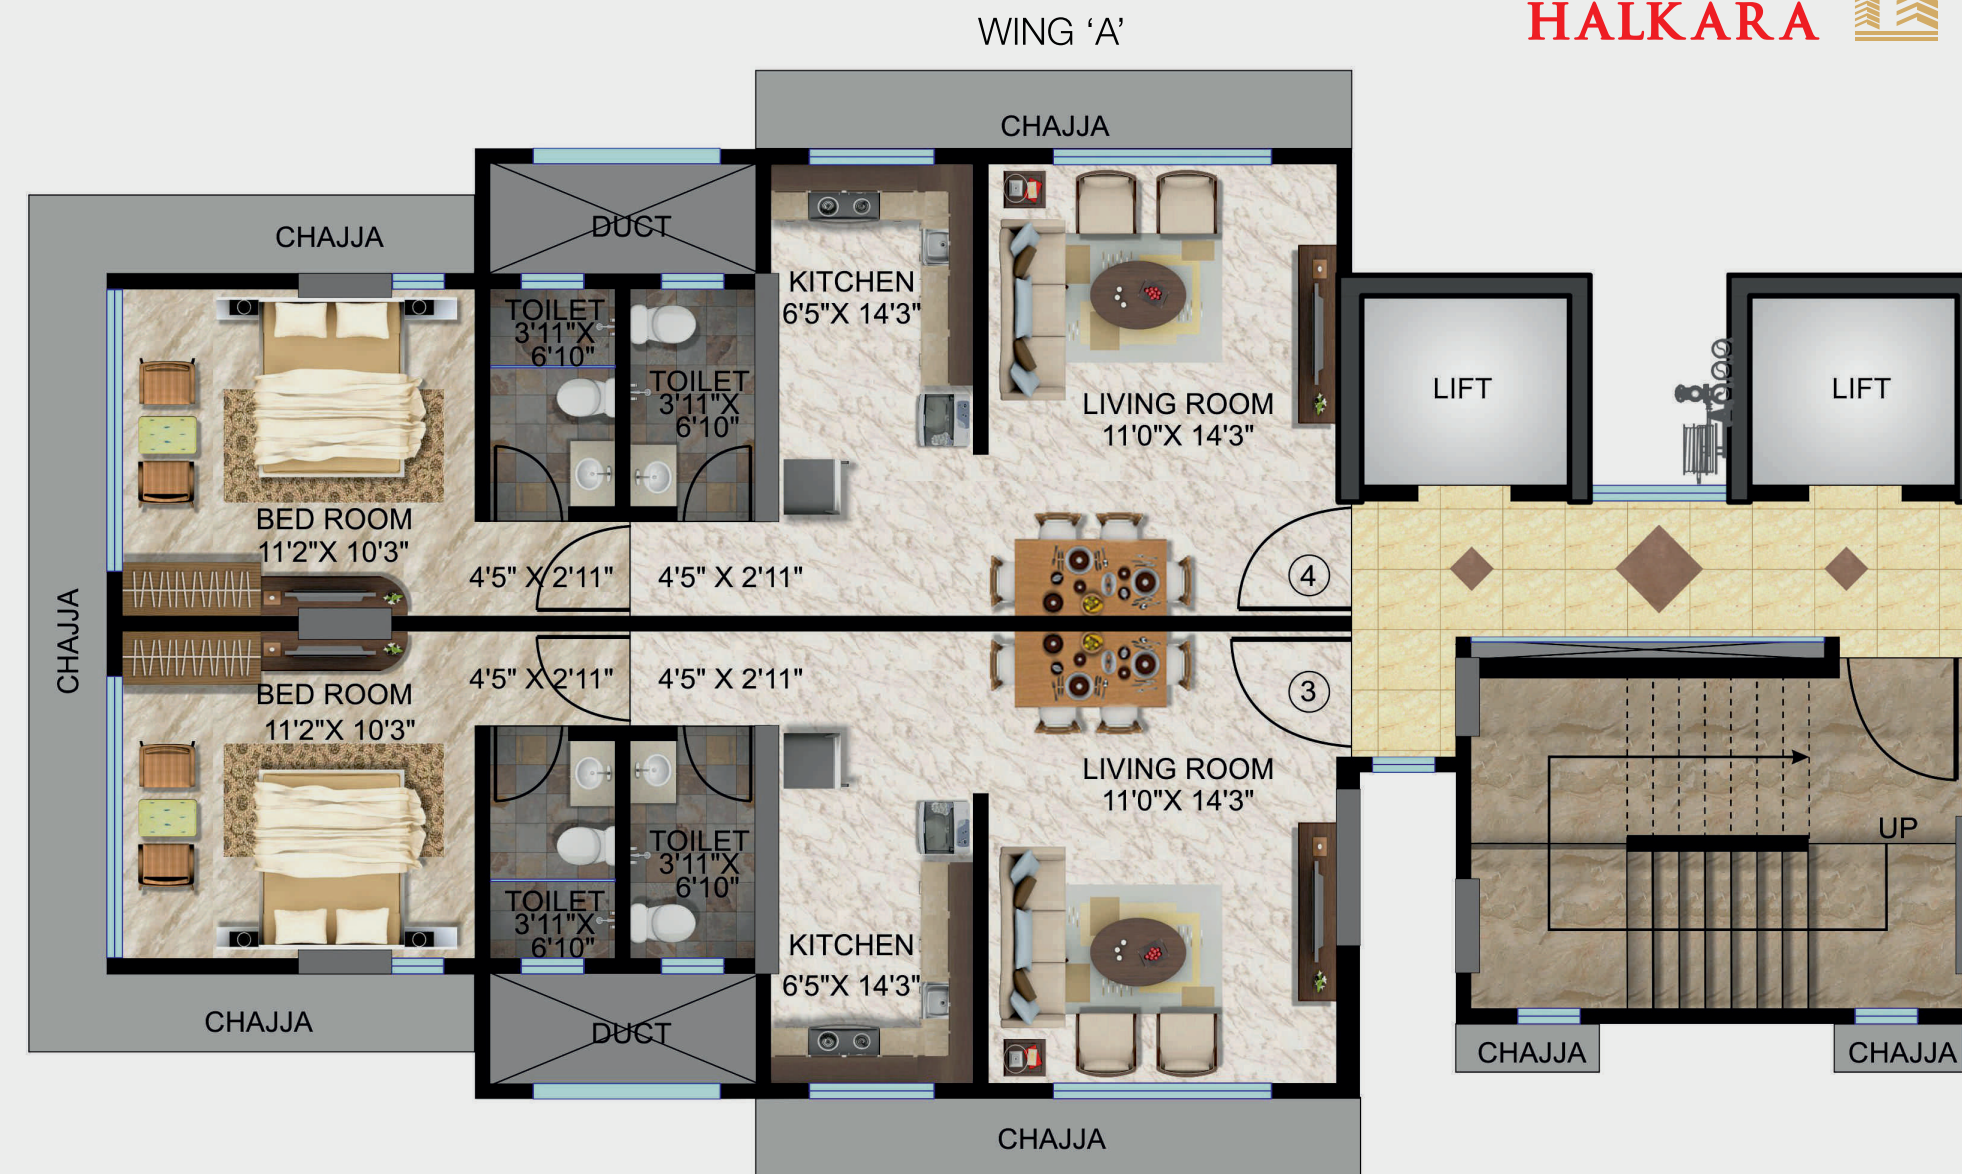 WING ‘A’
HALKARA
CHAJJA
CHAJJA
DUCT
KITCHEN
6'5"X 14'3"
TOILET
3'11"X
6'10"
TOILET
3'11"X
6'10"
LIVING ROOM
11'0"X 14'3"
LIFT
LIFT
BED ROOM
11'2"X 10'3"
4'5" X 2'11"
4'5" X 2'11"
4
CHAJJA
BED ROOM
11'2"X 10'3"
4'5" X 2'11"
4'5" X 2'11"
3
LIVING ROOM
11'0"X 14'3"
UP
TOILET
3'11"X
6'10"
TOILET
3'11"X
6'10"
KITCHEN
6'5"X 14'3"
CHAJJA
DUCT
CHAJJA
CHAJJA
CHAJJA